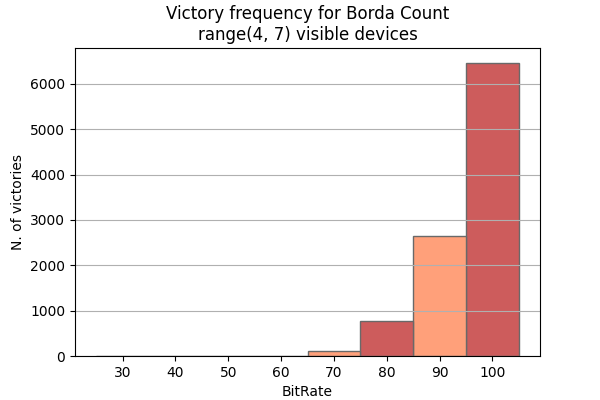 Victory frequency for Borda Count
range(4, 7) visible devices
N. of victories
6000
5000
4000
3000
2000
1000
0
30 40 50 60 70 80 90 100
BitRate